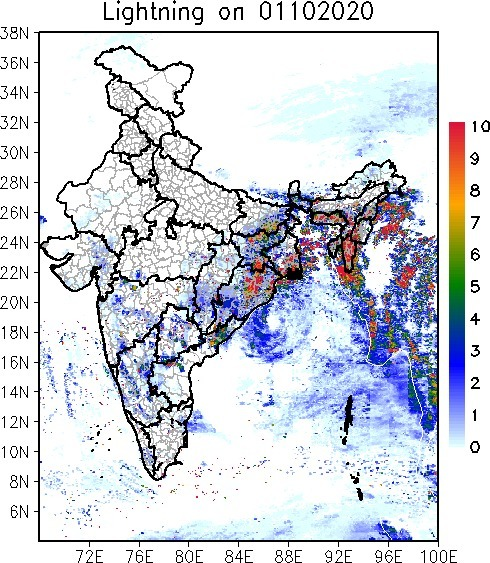 Lightning on 01102020
38N
36N
34N
32N
30N
28N
26N
24N
22N
20N
18N
16N
14N
12N
10N
8N
6N
72E 76E 80E 84E 88E 92E 96E 100E
10
9
8
7
6
5
4
3
2
1
0